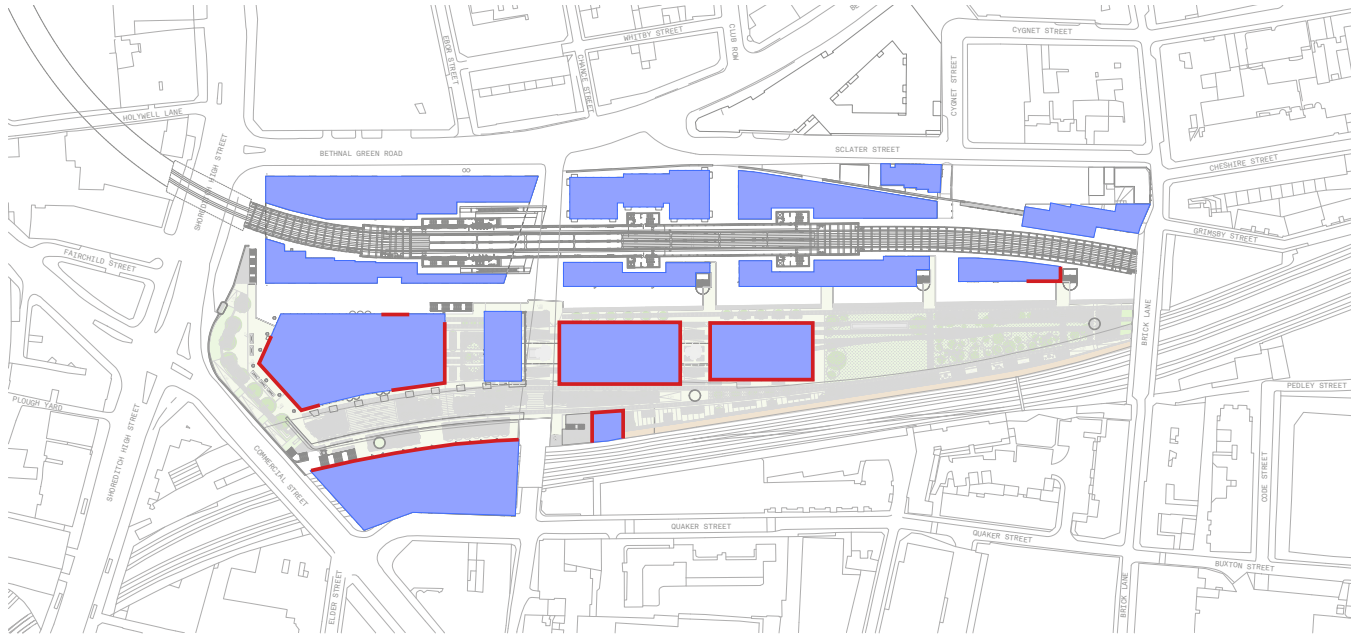 CYGNET STREET
WHITBY STREET
CLUB ROW
EBOR STREET
CHANCE STREET
CYGNET STREET
HOLYWELL LANE
BETHNAL GREEN ROAD
SCLATER STREET
CHESHIRE STREET
SHOREDITCH HIGH STREET
GRIMSBY STREET
FAIRCHILD STREET
BRICK LANE
PEDLEY STREET
PLOUGH YARD
SHOREDITCH HIGH STREET
COMMERCIAL STREET
CODE STREET
QUAKER STREET
QUAKER STREET
BUXTON STREET
ELDER STREET
BRICK LANE